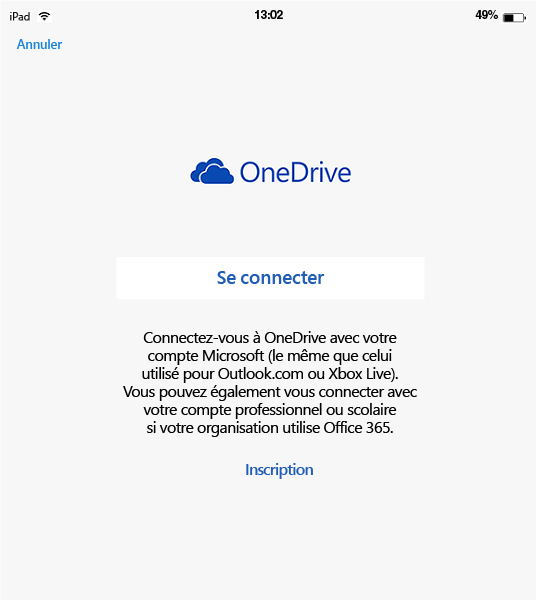 iPad 13:02 49%
Annuler
OneDrive
Se connecter
Connectez-vous à OneDrive avec votre
compte Microsoft (le même que celui
utilisé pour Outlook.com ou Xbox Live).
Vous pouvez également vous connecter avec
votre compte professionnel ou scolaire
si votre organisation utilise Office 365.
Inscription